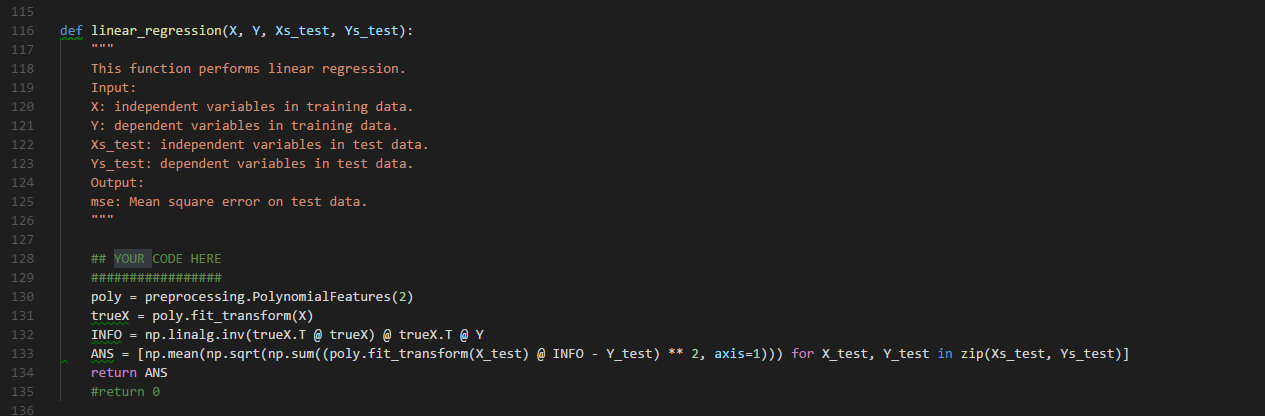 115
116 def linear_regression(X, Y, Xs_test, Ys_test):
117 """
118 This function performs linear regression.
119 Input:
120 X: independent variables in training data.
121 Y: dependent variables in training data.
122 Xs_test: independent variables in test data.
123 Ys_test: dependent variables in test data.
124 Output:
125 mse: Mean square error on test data.
126 """
127
128 ## YOUR CODE HERE
129 #################
130 poly = preprocessing.PolynomialFeatures(2)
131 trueX = poly.fit_transform(X)
132 INFO = np.linalg.inv(trueX.T @ trueX) @ trueX.T @ Y
133 ANS = [np.mean(np.sqrt(np.sum((poly.fit_transform(X_test) @ INFO - Y_test) ** 2, axis=1))) for X_test, Y_test in zip(Xs_test, Ys_test)]
134 return ANS
135 #return 0
136